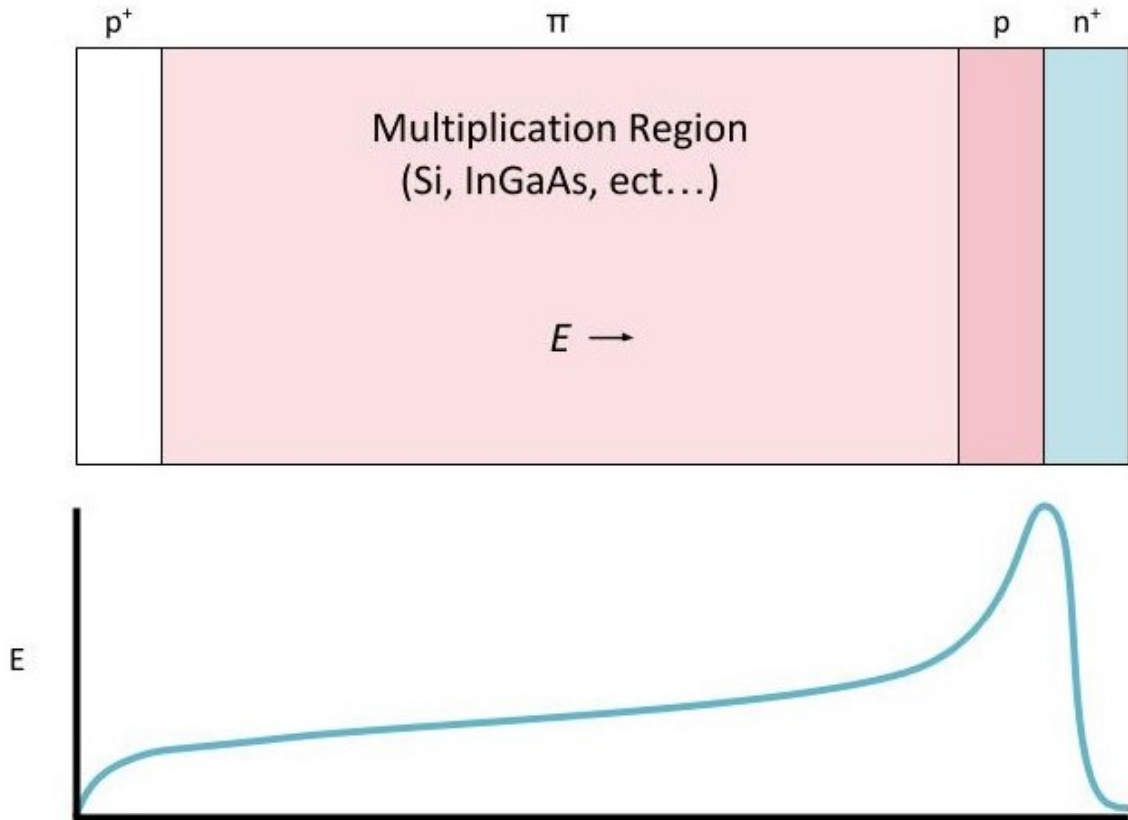 p⁺ π p n⁺
Multiplication Region
(Si, InGaAs, ect...)
E →
E